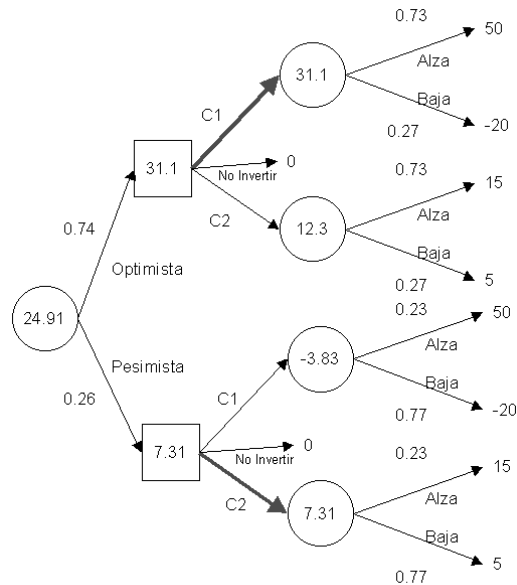 0.73
50
31.1
Alza
C1
Baja
0.27
-20
31.1
0
No Invertir
0.73
15
C2
12.3
Alza
0.74
Baja
Optimista
0.27
5
24.91
0.23
50
Pesimista
-3.83
Alza
0.26
C1
Baja
0.77
-20
7.31
0
No Invertir
0.23
15
C2
7.31
Alza
Baja
0.77
5